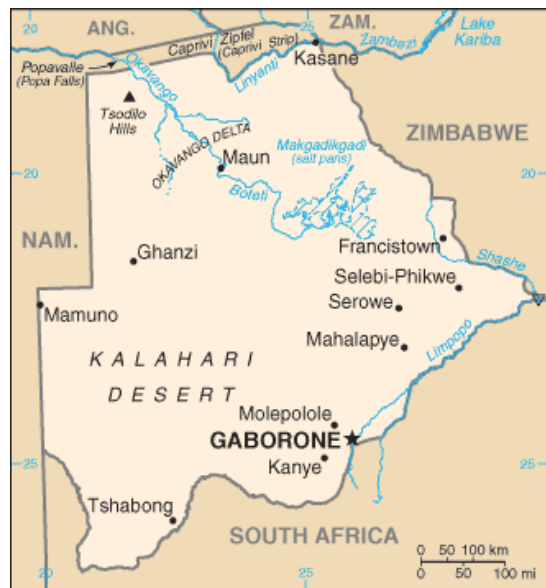 ANG.
ZAM.
Lake
Kariba
Caprivi Zipfel
(Caprivi Strip)
Zambezi
Popavalle
(Popa Falls)
Okavango
Kasane
Linyanti
Tsodilo
Hills
OKAVANGO DELTA
ZIMBABWE
Makgadikgadi
(salt pans)
20
Maun
20
Boteti
NAM.
Francistown
Shashe
Ghanzi
Selebi-Phikwe
Serowe
Mamuno
Mahalapye
Limpopo
KALAHARI
DESERT
Molepolole
GABORONE
25
Kanye
25
Tshabong
SOUTH AFRICA
0 50 100 km
0 50 100 mi
20
25